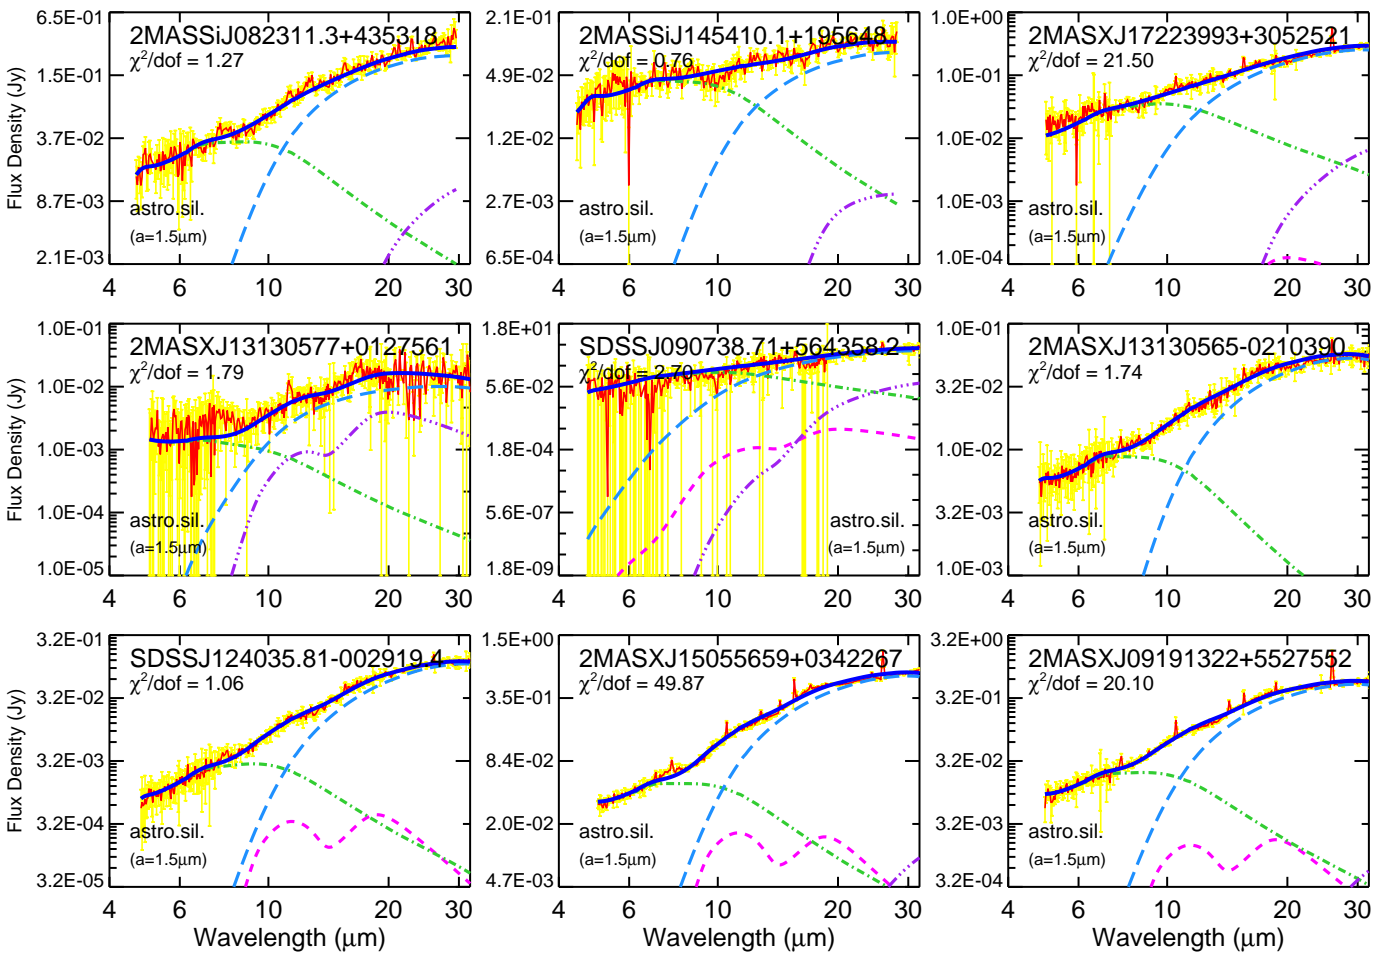 2MASSiJ082311.3+435318
χ²/dof = 1.27
astro.sil.
(a=1.5μm)
6.5E-01
1.5E-01
3.7E-02
8.7E-03
2.1E-03
Flux Density (Jy)
4 6 10 20 30
2MASSiJ145410.1+195648
χ²/dof = 0.76
astro.sil.
(a=1.5μm)
2.1E-01
4.9E-02
1.2E-02
2.7E-03
6.5E-04
4 6 10 20 30
2MASXJ17223993+3052521
χ²/dof = 21.50
astro.sil.
(a=1.5μm)
1.0E+00
1.0E-01
1.0E-02
1.0E-03
1.0E-04
4 6 10 20 30
2MASXJ13130577+0127561
χ²/dof = 1.79
astro.sil.
(a=1.5μm)
1.0E-01
1.0E-02
1.0E-03
1.0E-04
1.0E-05
Flux Density (Jy)
4 6 10 20 30
SDSSJ090738.71+564358.2
χ²/dof = 2.70
astro.sil.
(a=1.5μm)
1.8E+01
5.6E-02
1.8E-04
5.6E-07
1.8E-09
4 6 10 20 30
2MASXJ13130565-0210390
χ²/dof = 1.74
astro.sil.
(a=1.5μm)
1.0E-01
3.2E-02
1.0E-02
3.2E-03
1.0E-03
4 6 10 20 30
SDSSJ124035.81-002919.4
χ²/dof = 1.06
astro.sil.
(a=1.5μm)
3.2E-01
3.2E-02
3.2E-03
3.2E-04
3.2E-05
Flux Density (Jy)
4 6 10 20 30
Wavelength (μm)
2MASXJ15055659+0342267
χ²/dof = 49.87
astro.sil.
(a=1.5μm)
1.5E+00
3.5E-01
8.4E-02
2.0E-02
4.7E-03
4 6 10 20 30
Wavelength (μm)
2MASXJ09191322+5527552
χ²/dof = 20.10
astro.sil.
(a=1.5μm)
3.2E+00
3.2E-01
3.2E-02
3.2E-03
3.2E-04
4 6 10 20 30
Wavelength (μm)